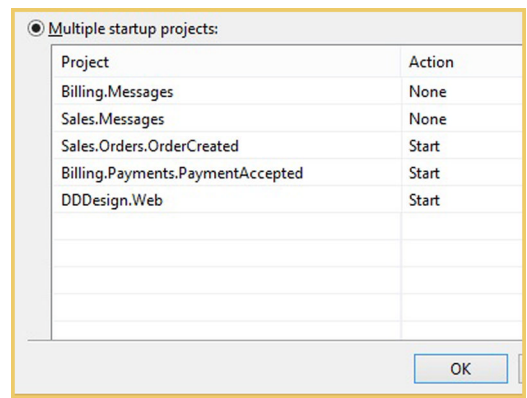 Multiple startup projects:
Project Action
Billing.Messages None
Sales.Messages None
Sales.Orders.OrderCreated Start
Billing.Payments.PaymentAccepted Start
DDDesign.Web Start
OK